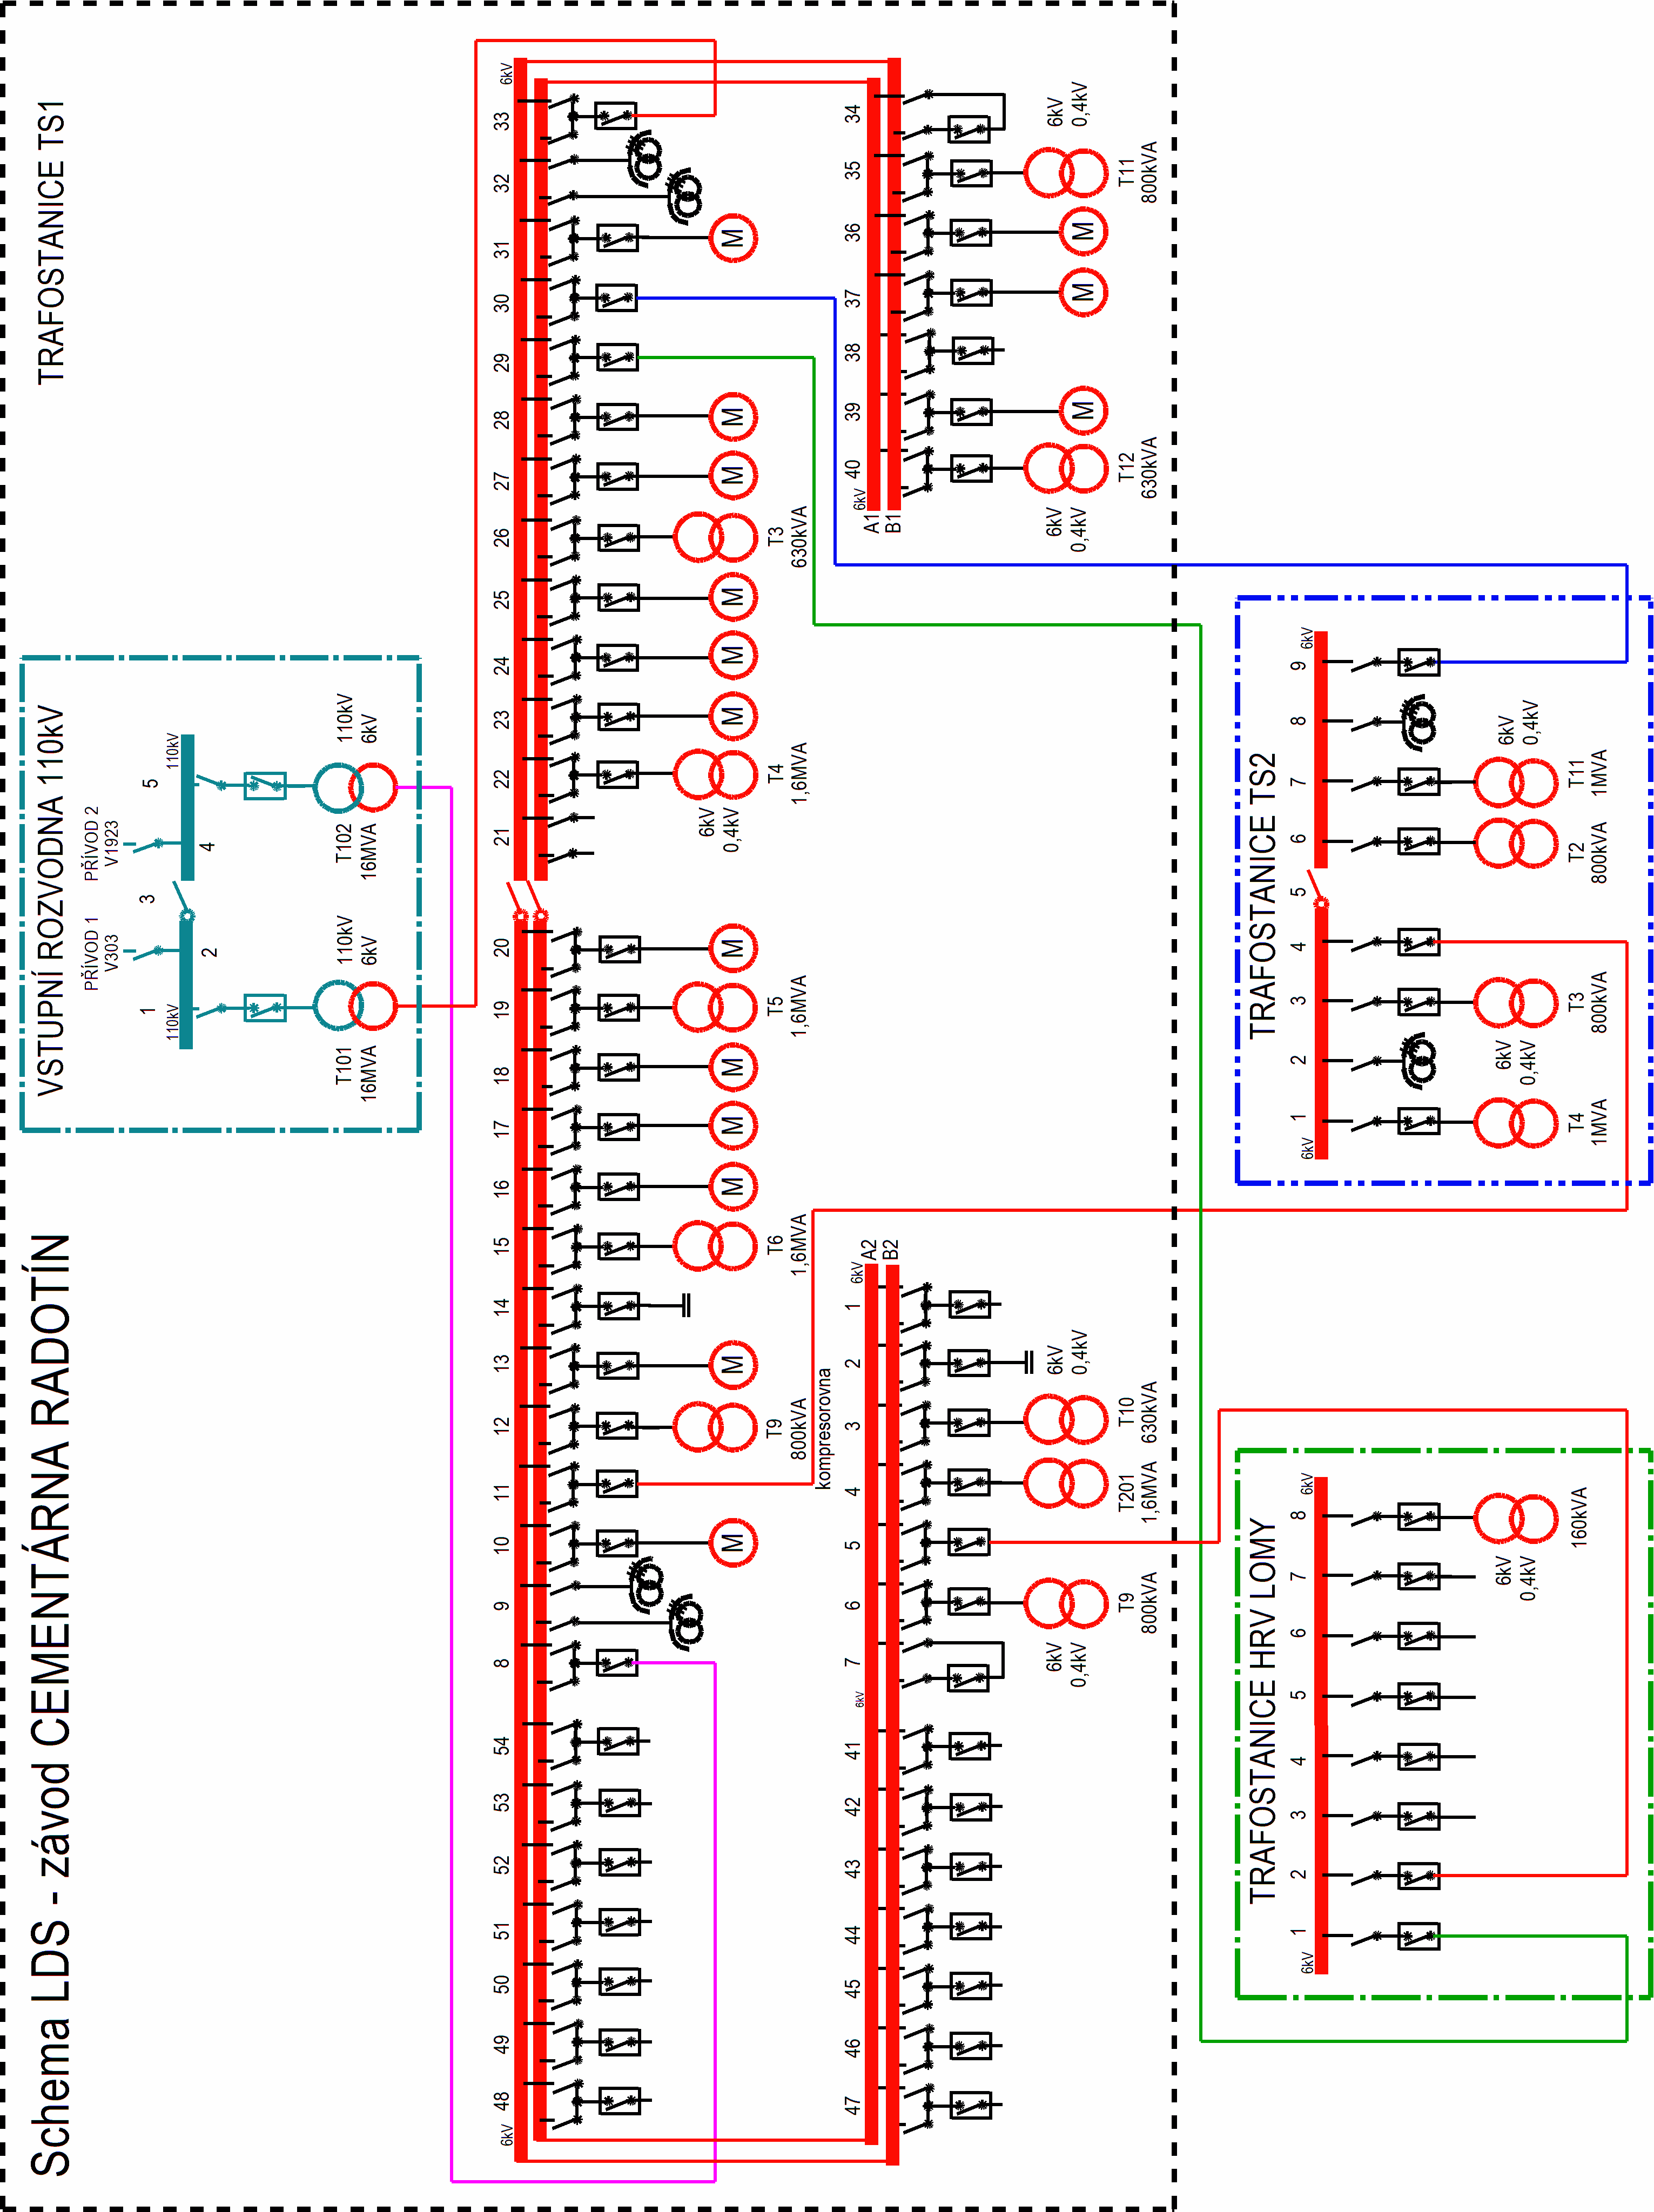 Schema LDS - závod CEMENTÁRNA RADOTÍN
TRAFOSTANICE TS1
VSTUPNÍ ROZVODNA 110kV
PŘÍVOD 1
V303
PŘÍVOD 2
V1923
1
2
3
4
5
110kV
110kV
T101
16MVA
110kV
6kV
T102
16MVA
110kV
6kV
6kV
48
49
50
51
52
53
54
8
9
10
11
12
13
14
15
16
17
18
19
20
21
22
23
24
25
26
27
28
29
30
31
32
33
6kV
M
T9
800kVA
kompresorovna
M
T6
1,6MVA
M
M
M
T5
1,6MVA
M
6kV
0,4kV
T4
1,6MVA
M
M
M
T3
630kVA
M
M
M
47
46
45
44
43
42
41
6kV
7
6
5
4
3
2
1
6kV
A2
B2
6kV
0,4kV
T9
800kVA
T201
1,6MVA
T10
630kVA
6kV
0,4kV
A1
B1
6kV
40
39
38
37
36
35
34
6kV
0,4kV
T12
630kVA
M
M
M
T11
800kVA
6kV
0,4kV
TRAFOSTANICE HRV LOMY
6kV
1
2
3
4
5
6
7
8
6kV
6kV
0,4kV
160kVA
TRAFOSTANICE TS2
6kV
1
2
3
4
5
6
7
8
9
6kV
T4
1MVA
6kV
0,4kV
T3
800kVA
T2
800kVA
T11
1MVA
6kV
0,4kV